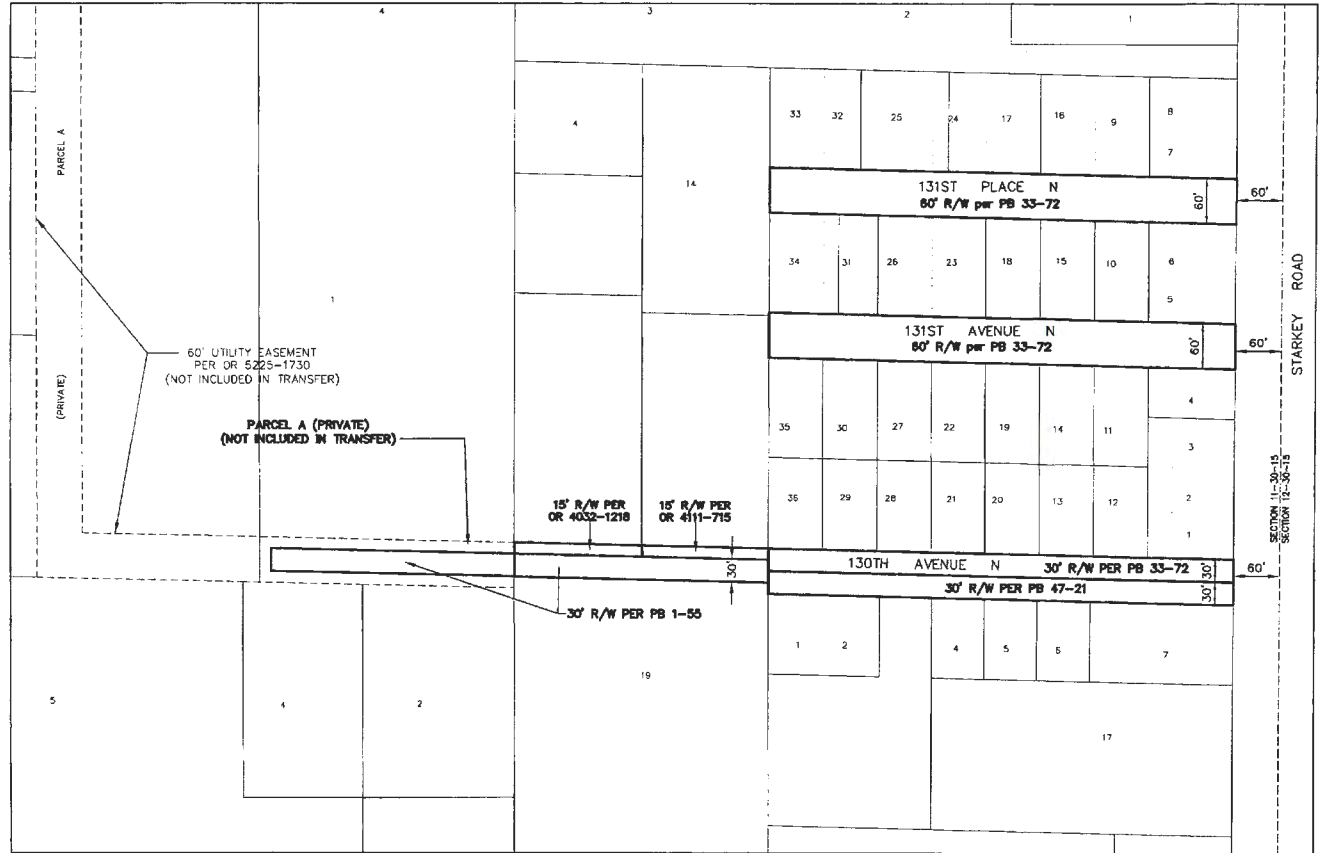 4
3
2
1
PARCEL A
(PRIVATE)
1
60' UTILITY EASEMENT
PER OR 5225-1730
(NOT INCLUDED IN TRANSFER)
PARCEL A (PRIVATE)
(NOT INCLUDED IN TRANSFER)
4
14
33
32
25
24
17
16
9
8
7
131ST PLACE N
60' R/W per PB 33-72
60'
60'
34
31
26
23
18
15
10
6
5
131ST AVENUE N
60' R/W per PB 33-72
60'
60'
STARKEY ROAD
35
30
27
22
19
14
11
4
3
36
29
28
21
20
13
12
2
1
SECTION 11-30-15
SECTION 12-30-15
15' R/W PER
OR 4032-1218
15' R/W PER
OR 4111-715
30'
130TH AVENUE N
30' R/W PER PB 33-72
30'
60'
30' R/W PER PB 47-21
30'
30' R/W PER PB 1-55
5
4
2
19
1
2
4
5
6
7
17